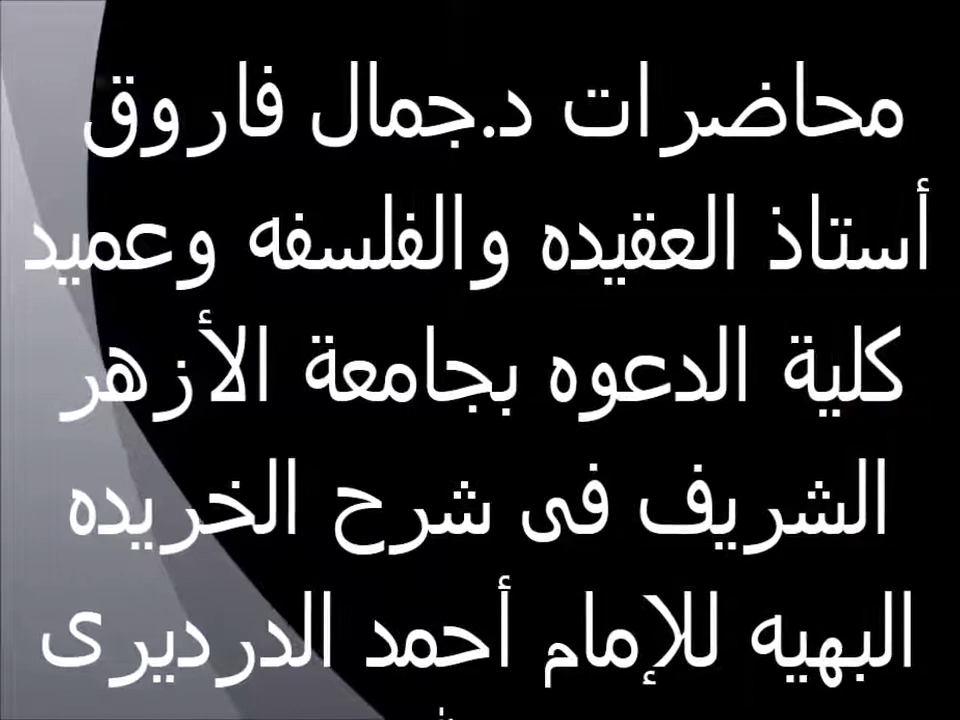 محاضرات د.جمال فاروق
أستاذ العقيده والفلسفه وعميد
كلية الدعوه بجامعة الأزهر
الشريف فى شرح الخريده
البهيه للإمام أحمد الدرديرى